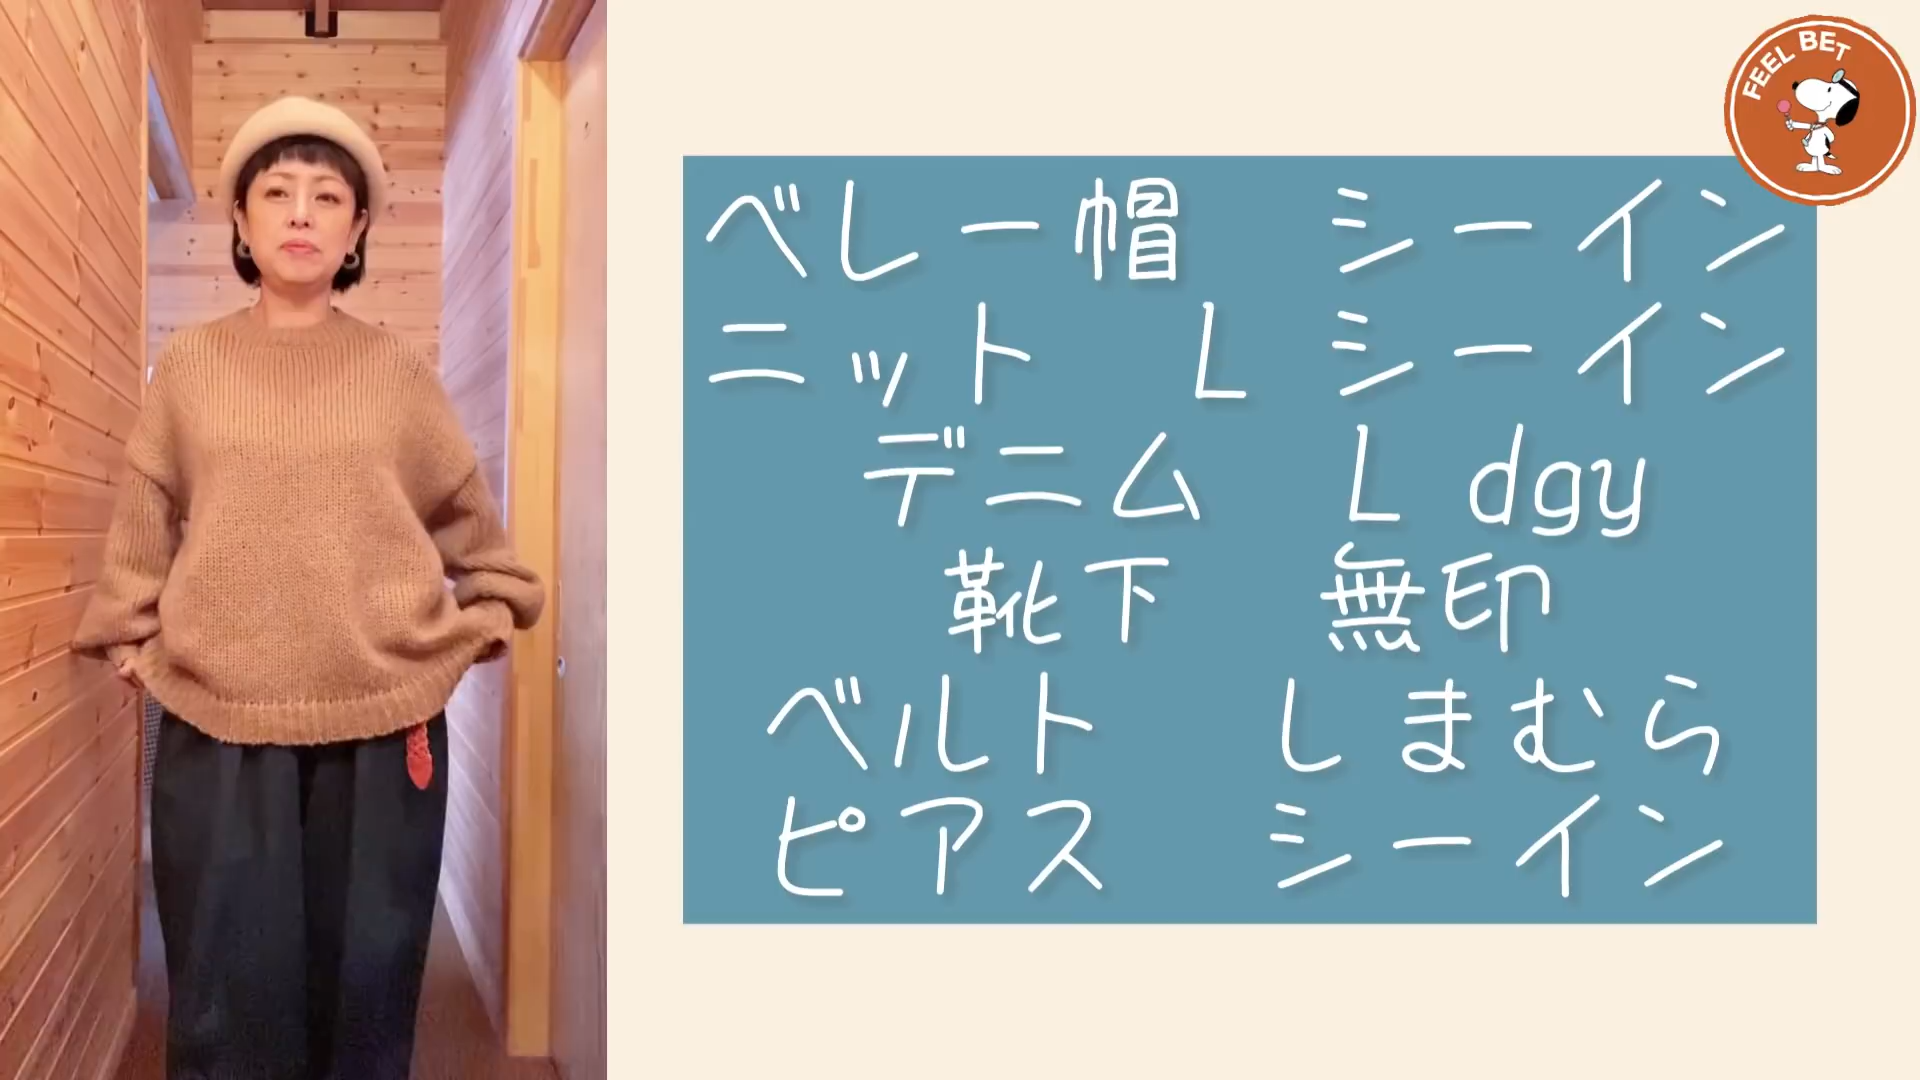 FEEL BET
ベレー帽 シーイン
ニット L シーイン
デニム L dgy
靴下 無印
ベルト しまむら
ピアス シーイン